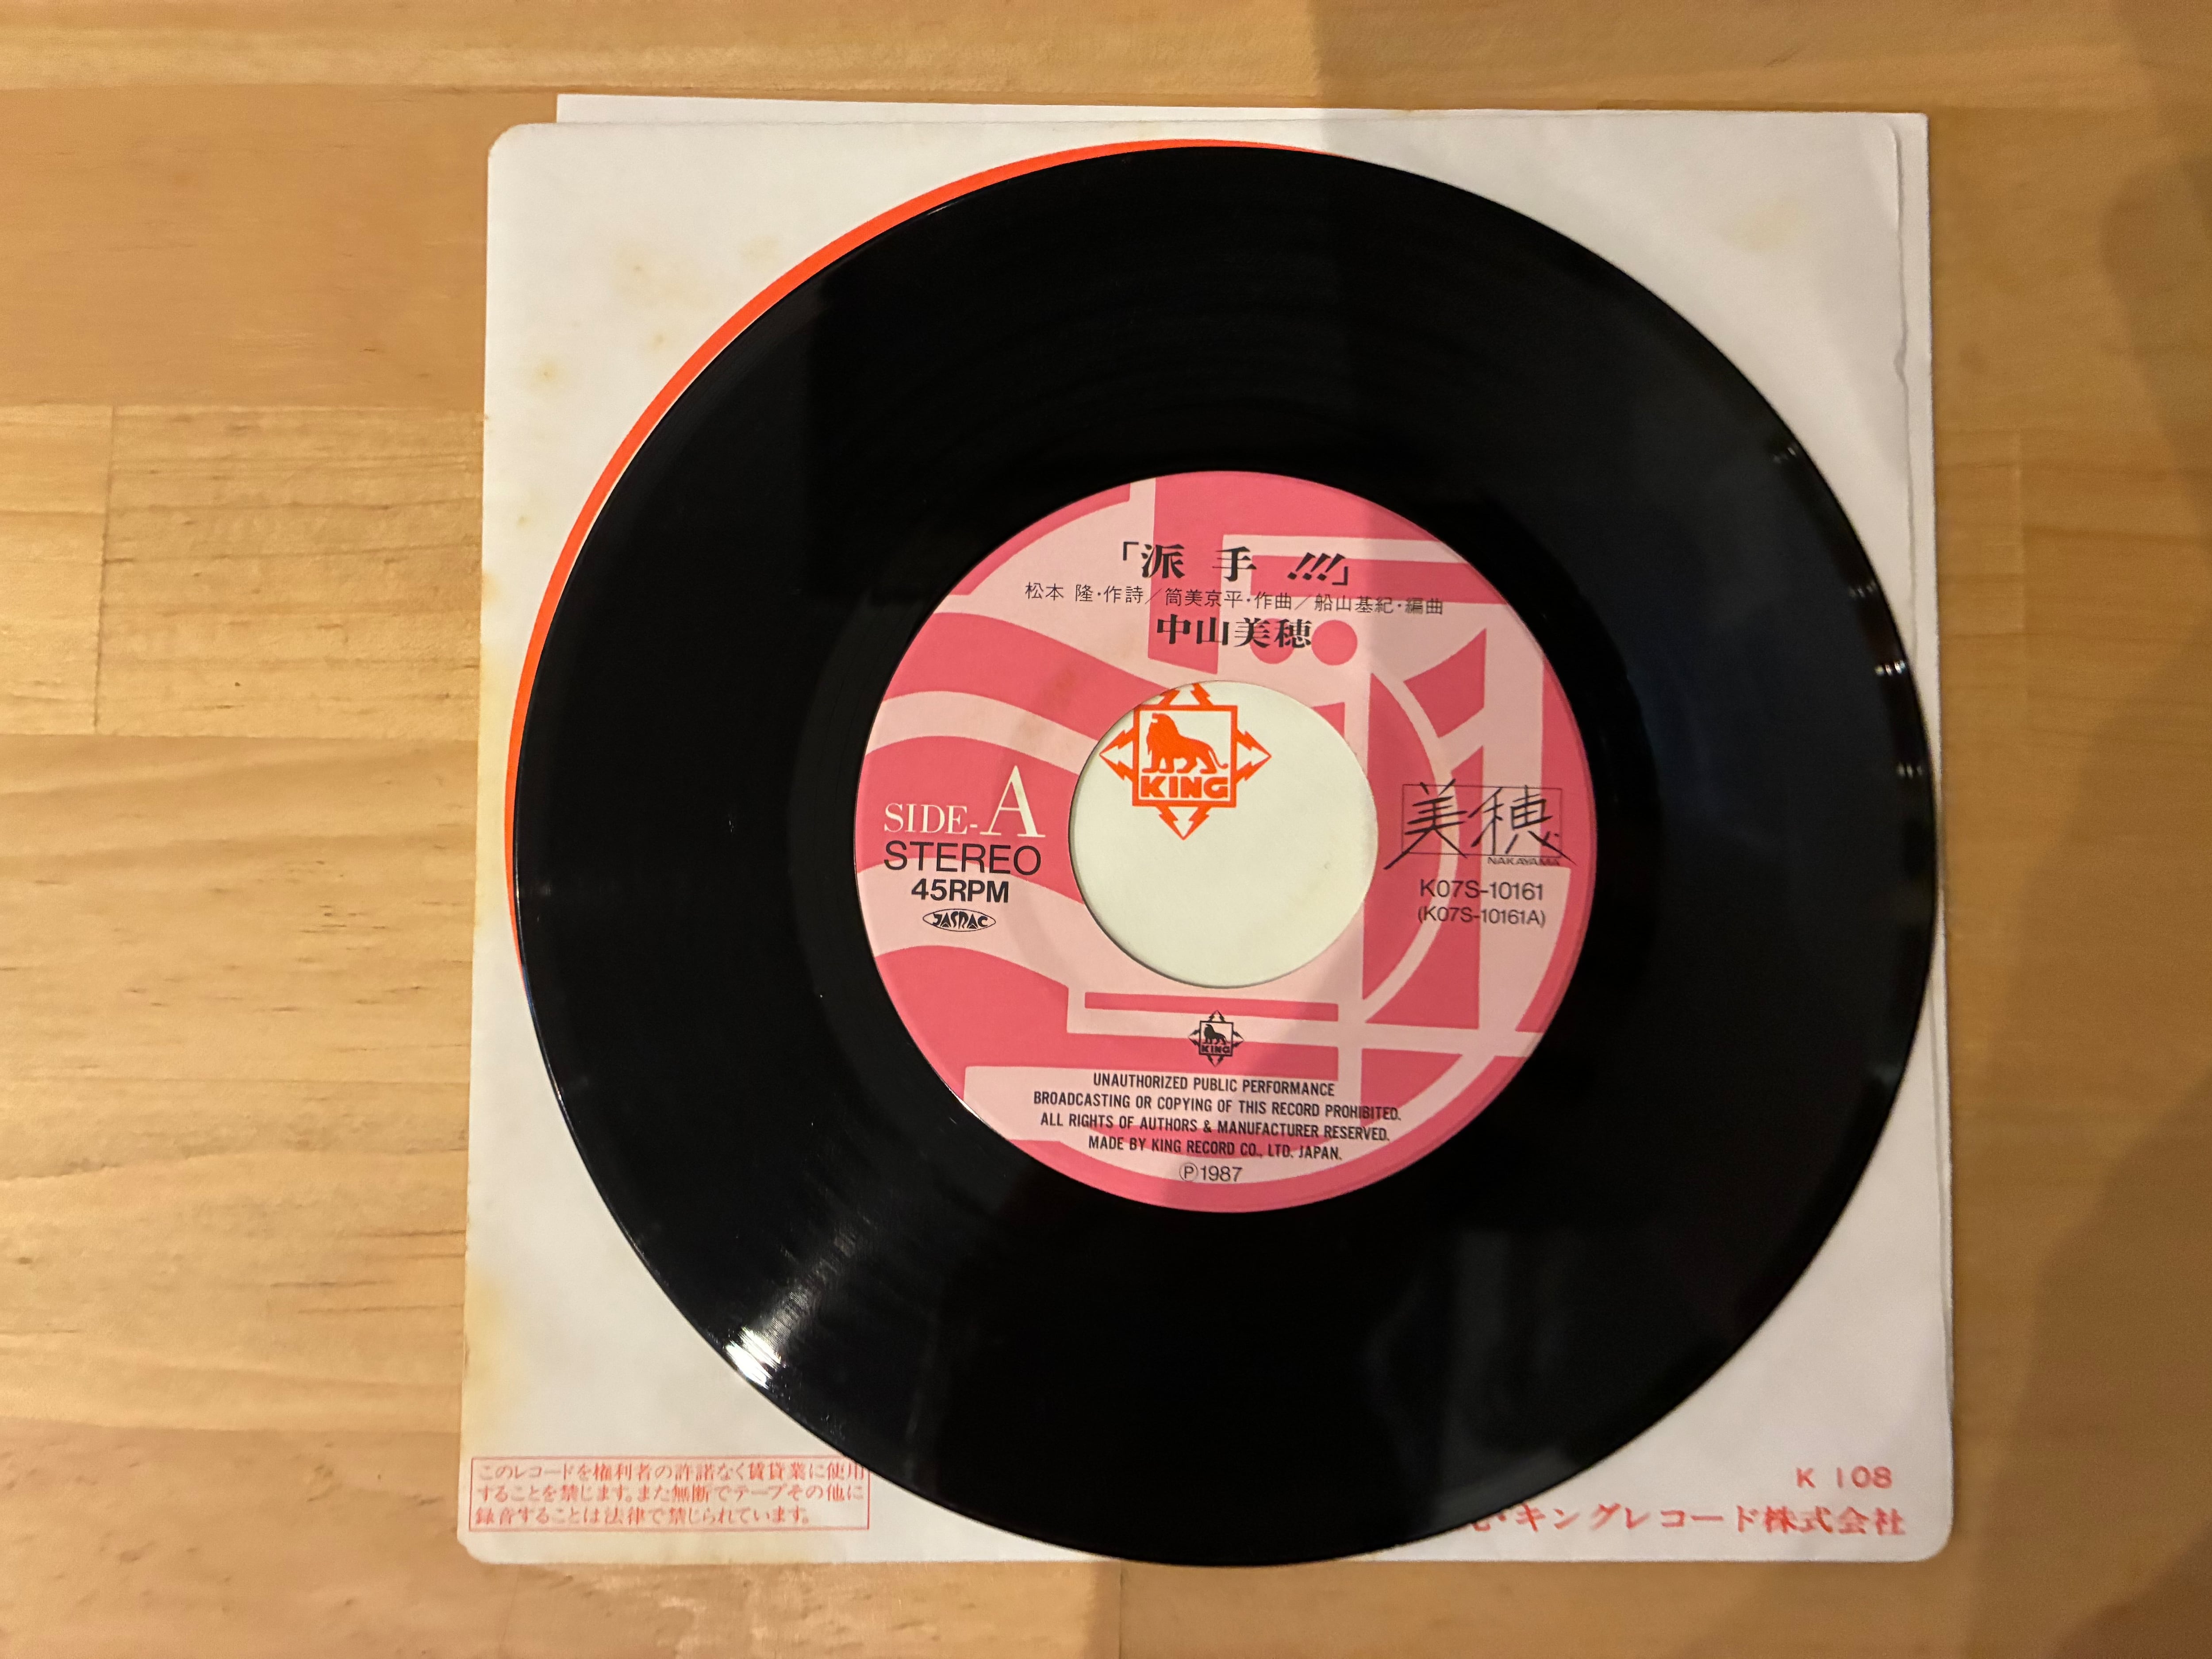 「派手!!!」
松本 隆・作詩／筒美京平・作曲／船山基紀・編曲
中山美穂
KING
SIDE-A
STEREO
45RPM
JASRAC
美穂
NAKAYAMA
K07S-10161
(K07S-10161A)
KING
UNAUTHORIZED PUBLIC PERFORMANCE
BROADCASTING OR COPYING OF THIS RECORD PROHIBITED.
ALL RIGHTS OF AUTHORS & MANUFACTURER RESERVED.
MADE BY KING RECORD CO., LTD. JAPAN.
Ⓟ1987
このレコードを権利者の許諾なく賃貸業に使用
することを禁じます。また無断でテープその他に
録音することは法律で禁じられています。
K 108
・キングレコード株式会社